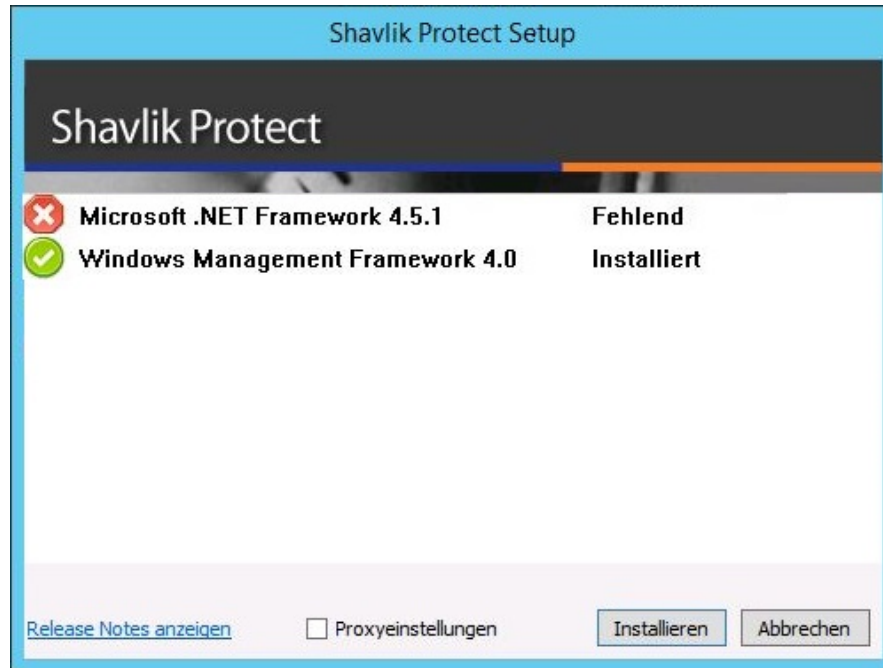 Shavlik Protect Setup
Shavlik Protect
Microsoft .NET Framework 4.5.1 Fehlend
Windows Management Framework 4.0 Installiert
Release Notes anzeigen Proxyeinstellungen Installieren Abbrechen